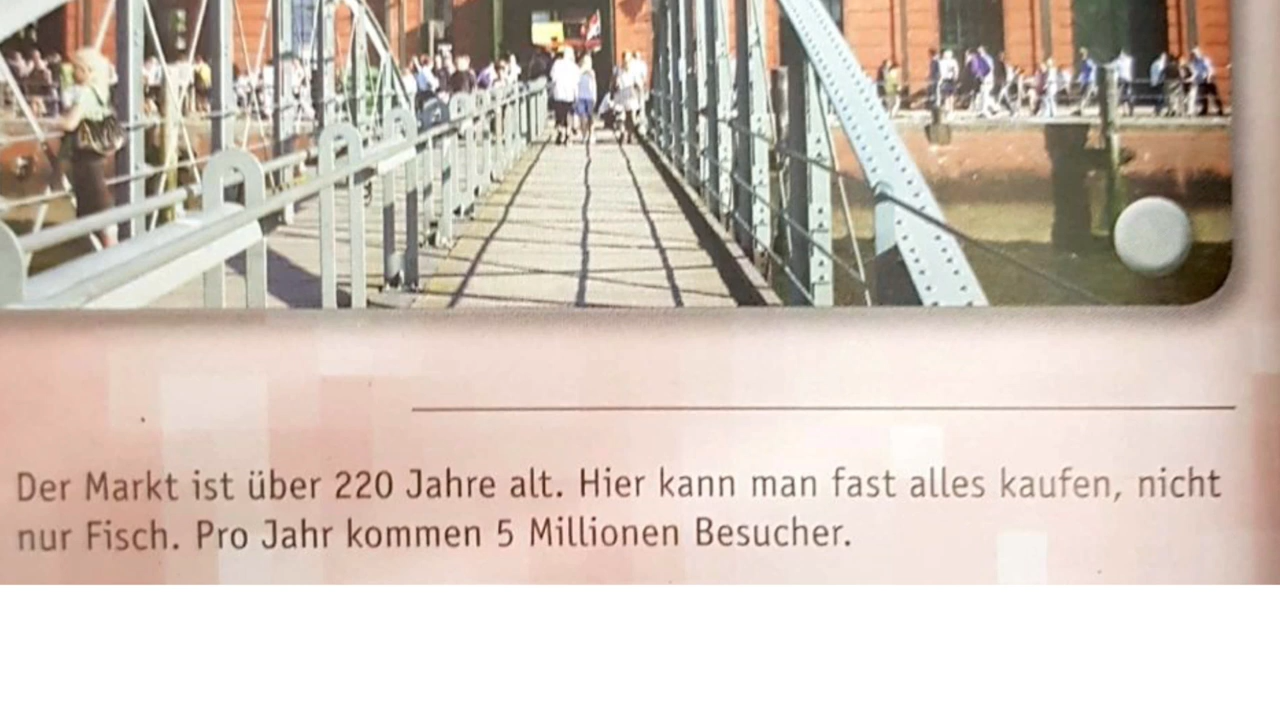 Der Markt ist über 220 Jahre alt. Hier kann man fast alles kaufen, nicht
nur Fisch. Pro Jahr kommen 5 Millionen Besucher.